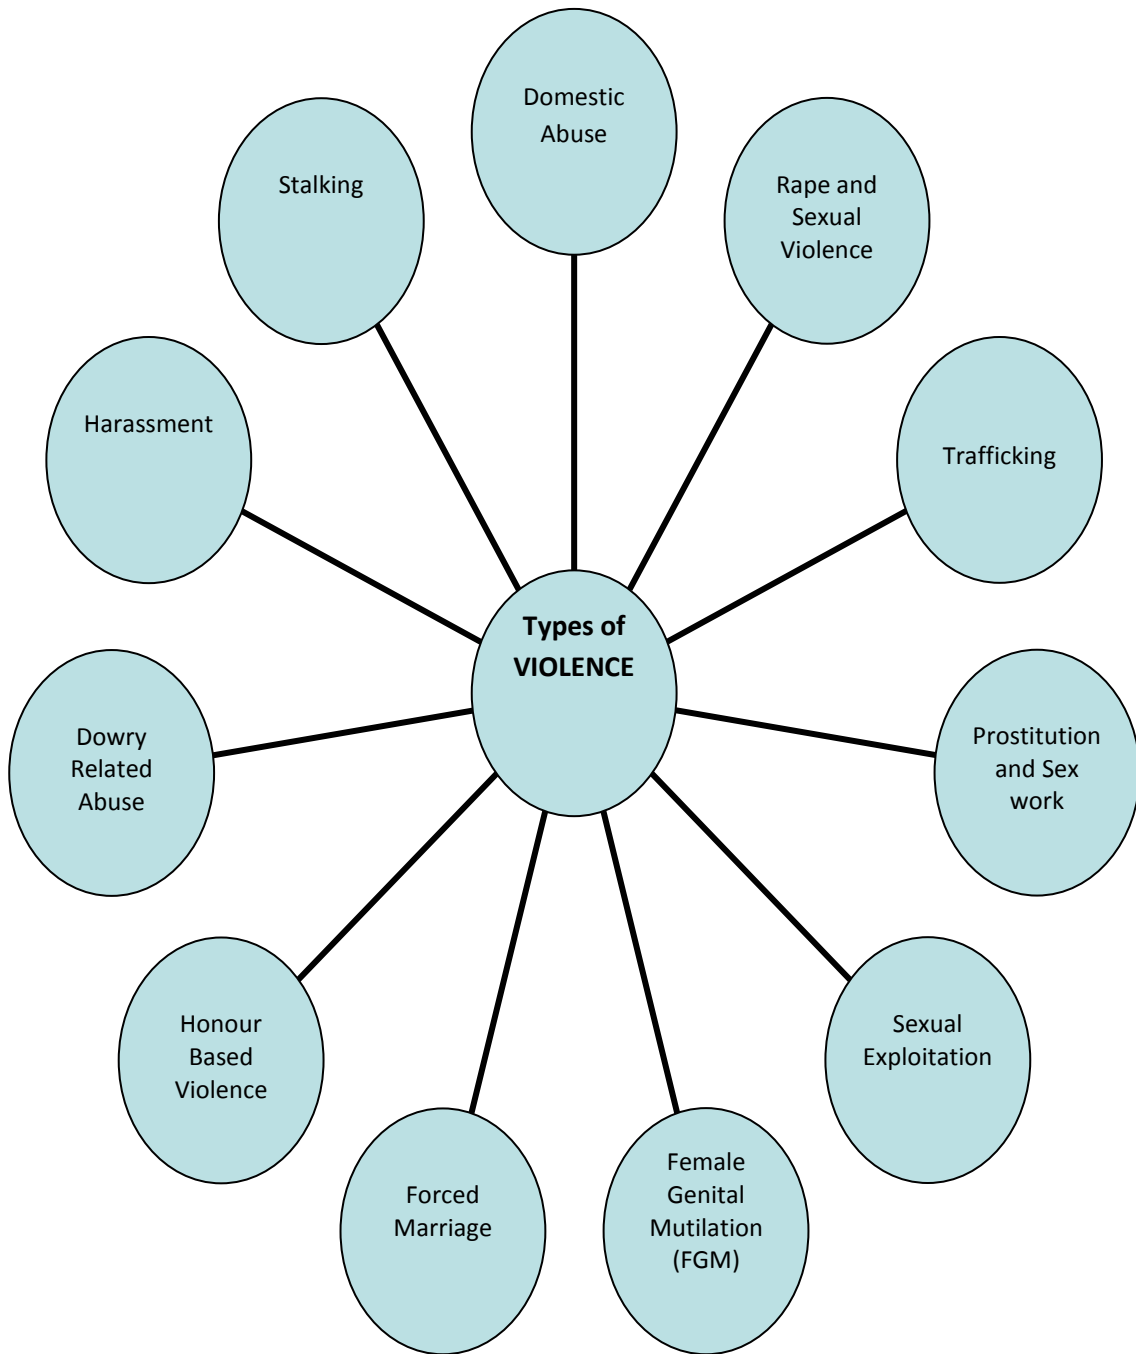 Domestic
Abuse
Rape and
Sexual
Violence
Trafficking
Prostitution
and Sex
work
Sexual
Exploitation
Female
Genital
Mutilation
(FGM)
Forced
Marriage
Honour
Based
Violence
Dowry
Related
Abuse
Harassment
Stalking
Types of
VIOLENCE